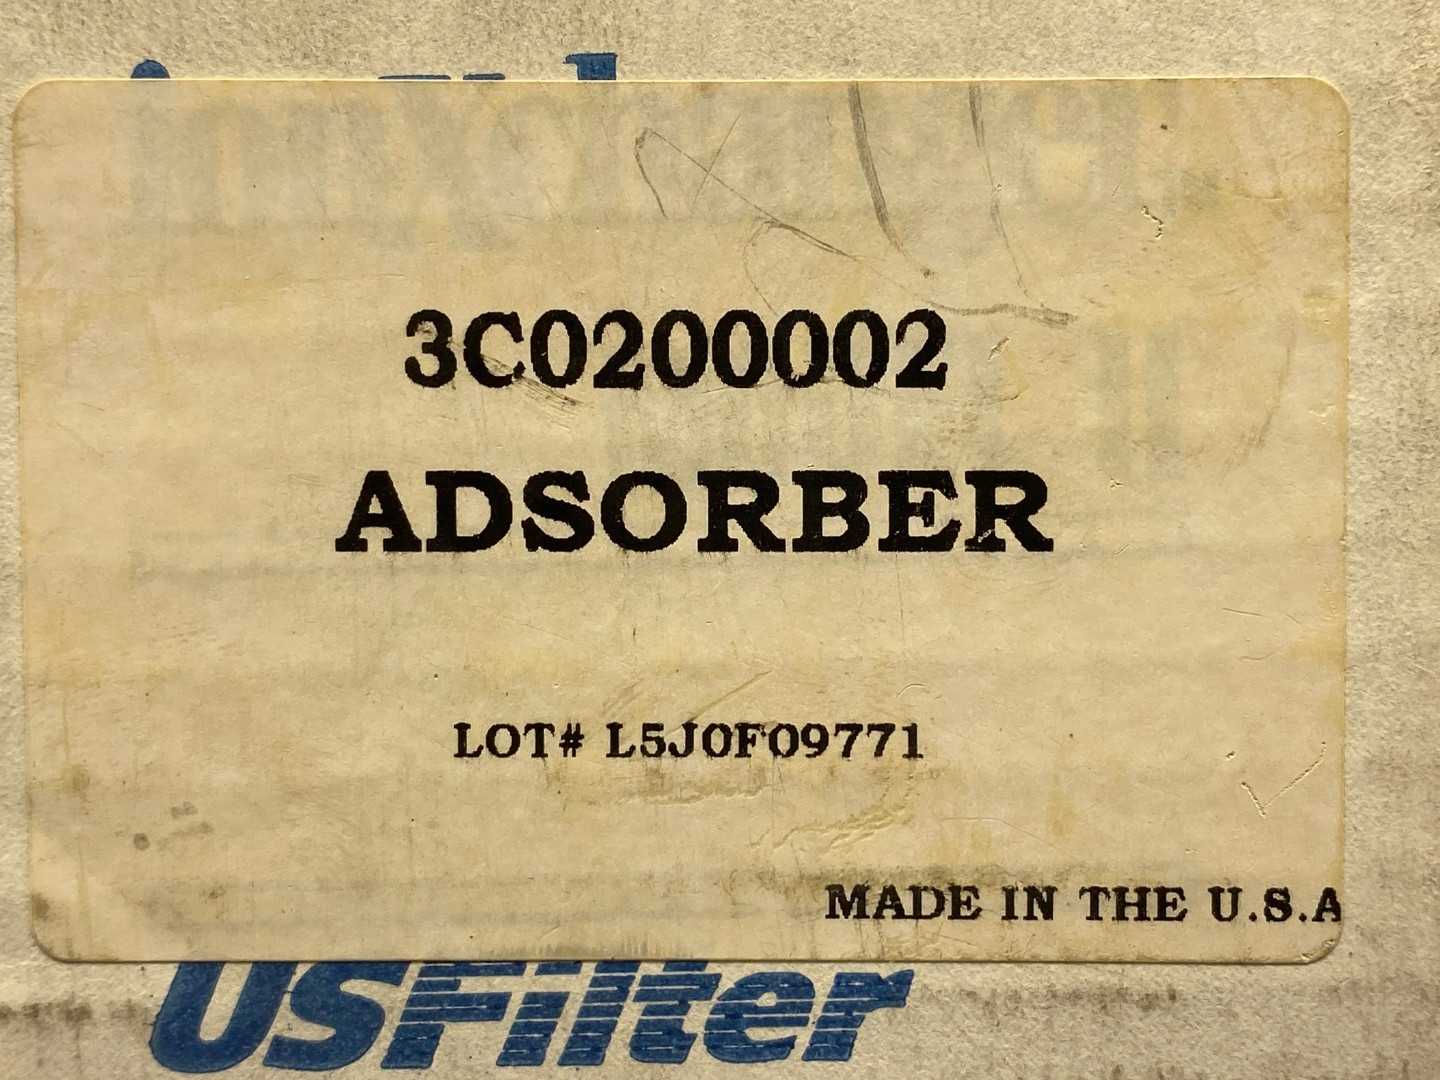 3C0200002
ADSORBER
LOT# L5J0F09771
MADE IN THE U.S.A
USFilter